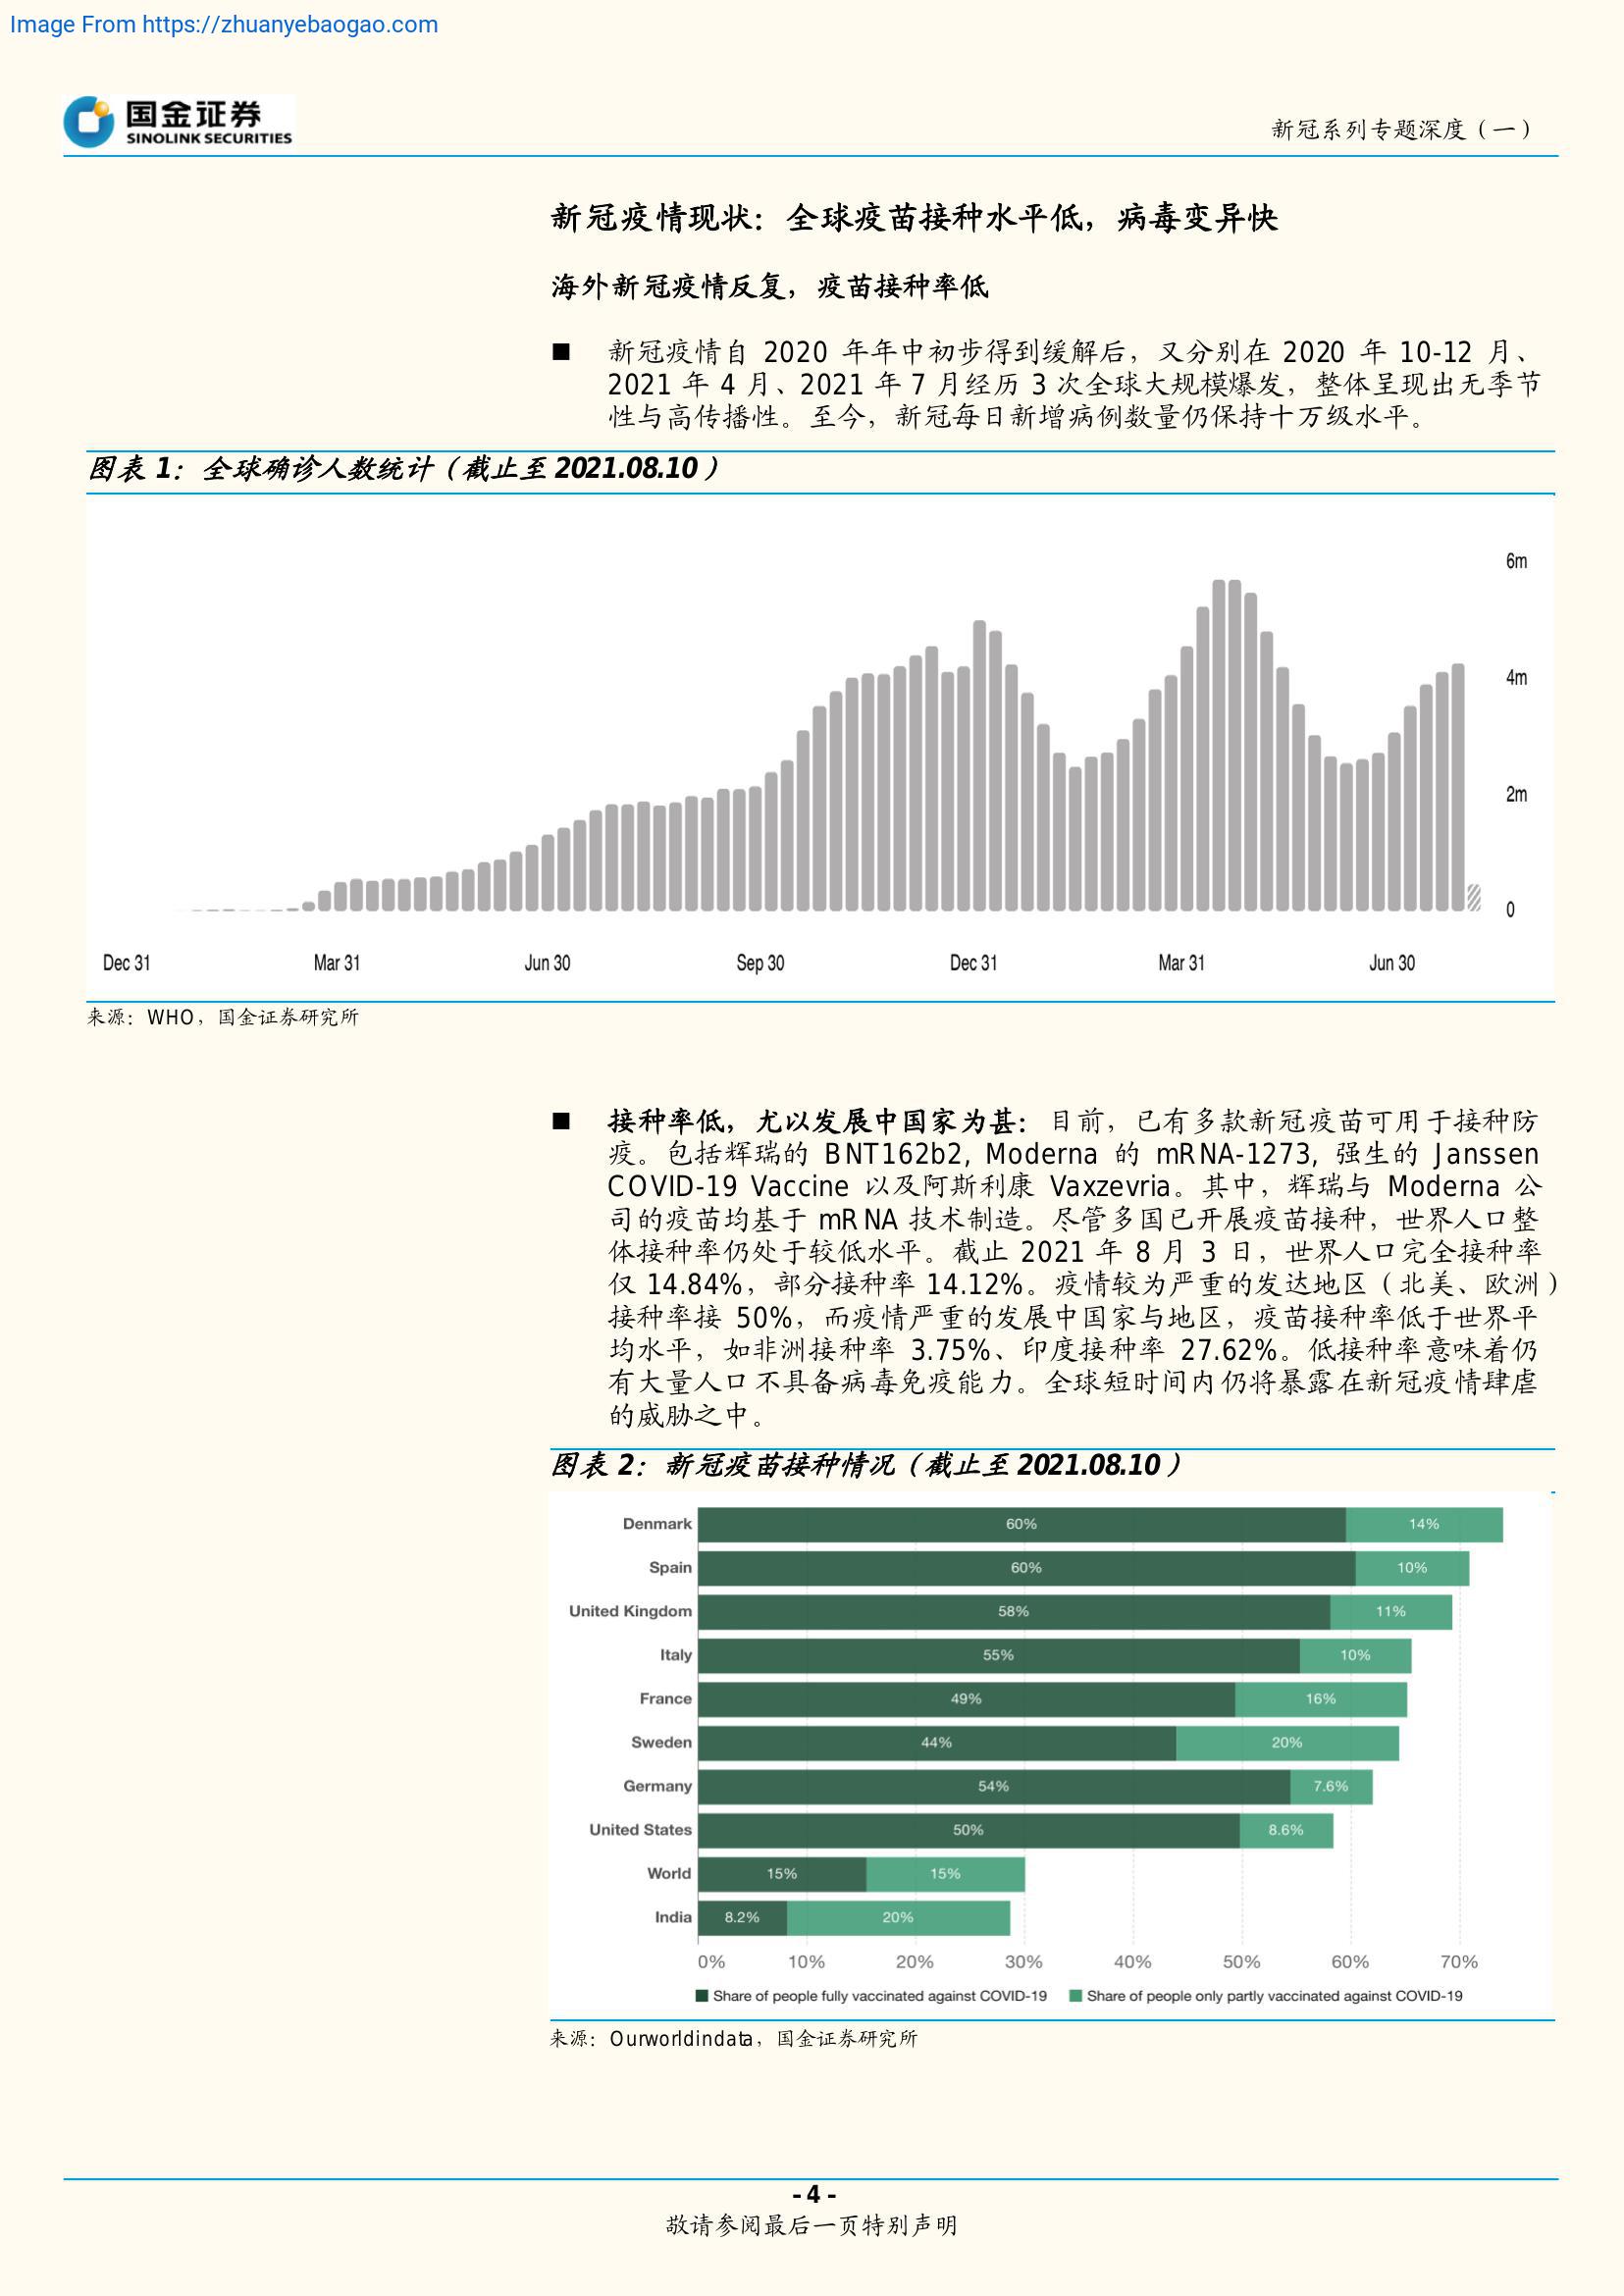 Image From https://zhuanyebaogao.com
国金证券
SINOLINK SECURITIES
新冠系列专题深度（一）
新冠疫情现状：全球疫苗接种水平低，病毒变异快
海外新冠疫情反复，疫苗接种率低
■ 新冠疫情自 2020 年年中初步得到缓解后，又分别在 2020 年 10-12 月、
2021 年 4 月、2021 年 7 月经历 3 次全球大规模爆发，整体呈现出无季节
性与高传播性。至今，新冠每日新增病例数量仍保持十万级水平。
图表 1：全球确诊人数统计（截止至 2021.08.10）
6m
4m
2m
0
Dec 31 Mar 31 Jun 30 Sep 30 Dec 31 Mar 31 Jun 30
来源：WHO，国金证券研究所
■ 接种率低，尤以发展中国家为甚：目前，已有多款新冠疫苗可用于接种防
疫。包括辉瑞的 BNT162b2, Moderna 的 mRNA-1273, 强生的 Janssen
COVID-19 Vaccine 以及阿斯利康 Vaxzevria。其中，辉瑞与 Moderna 公
司的疫苗均基于 mRNA 技术制造。尽管多国已开展疫苗接种，世界人口整
体接种率仍处于较低水平。截止 2021 年 8 月 3 日，世界人口完全接种率
仅 14.84%，部分接种率 14.12%。疫情较为严重的发达地区（北美、欧洲）
接种率接 50%，而疫情严重的发展中国家与地区，疫苗接种率低于世界平
均水平，如非洲接种率 3.75%、印度接种率 27.62%。低接种率意味着仍
有大量人口不具备病毒免疫能力。全球短时间内仍将暴露在新冠疫情肆虐
的威胁之中。
图表 2：新冠疫苗接种情况（截止至 2021.08.10）
Denmark 60% 14%
Spain 60% 10%
United Kingdom 58% 11%
Italy 55% 10%
France 49% 16%
Sweden 44% 20%
Germany 54% 7.6%
United States 50% 8.6%
World 15% 15%
India 8.2% 20%
0% 10% 20% 30% 40% 50% 60% 70%
Share of people fully vaccinated against COVID-19 Share of people only partly vaccinated against COVID-19
来源：Ourworldindata，国金证券研究所
- 4 -
敬请参阅最后一页特别声明